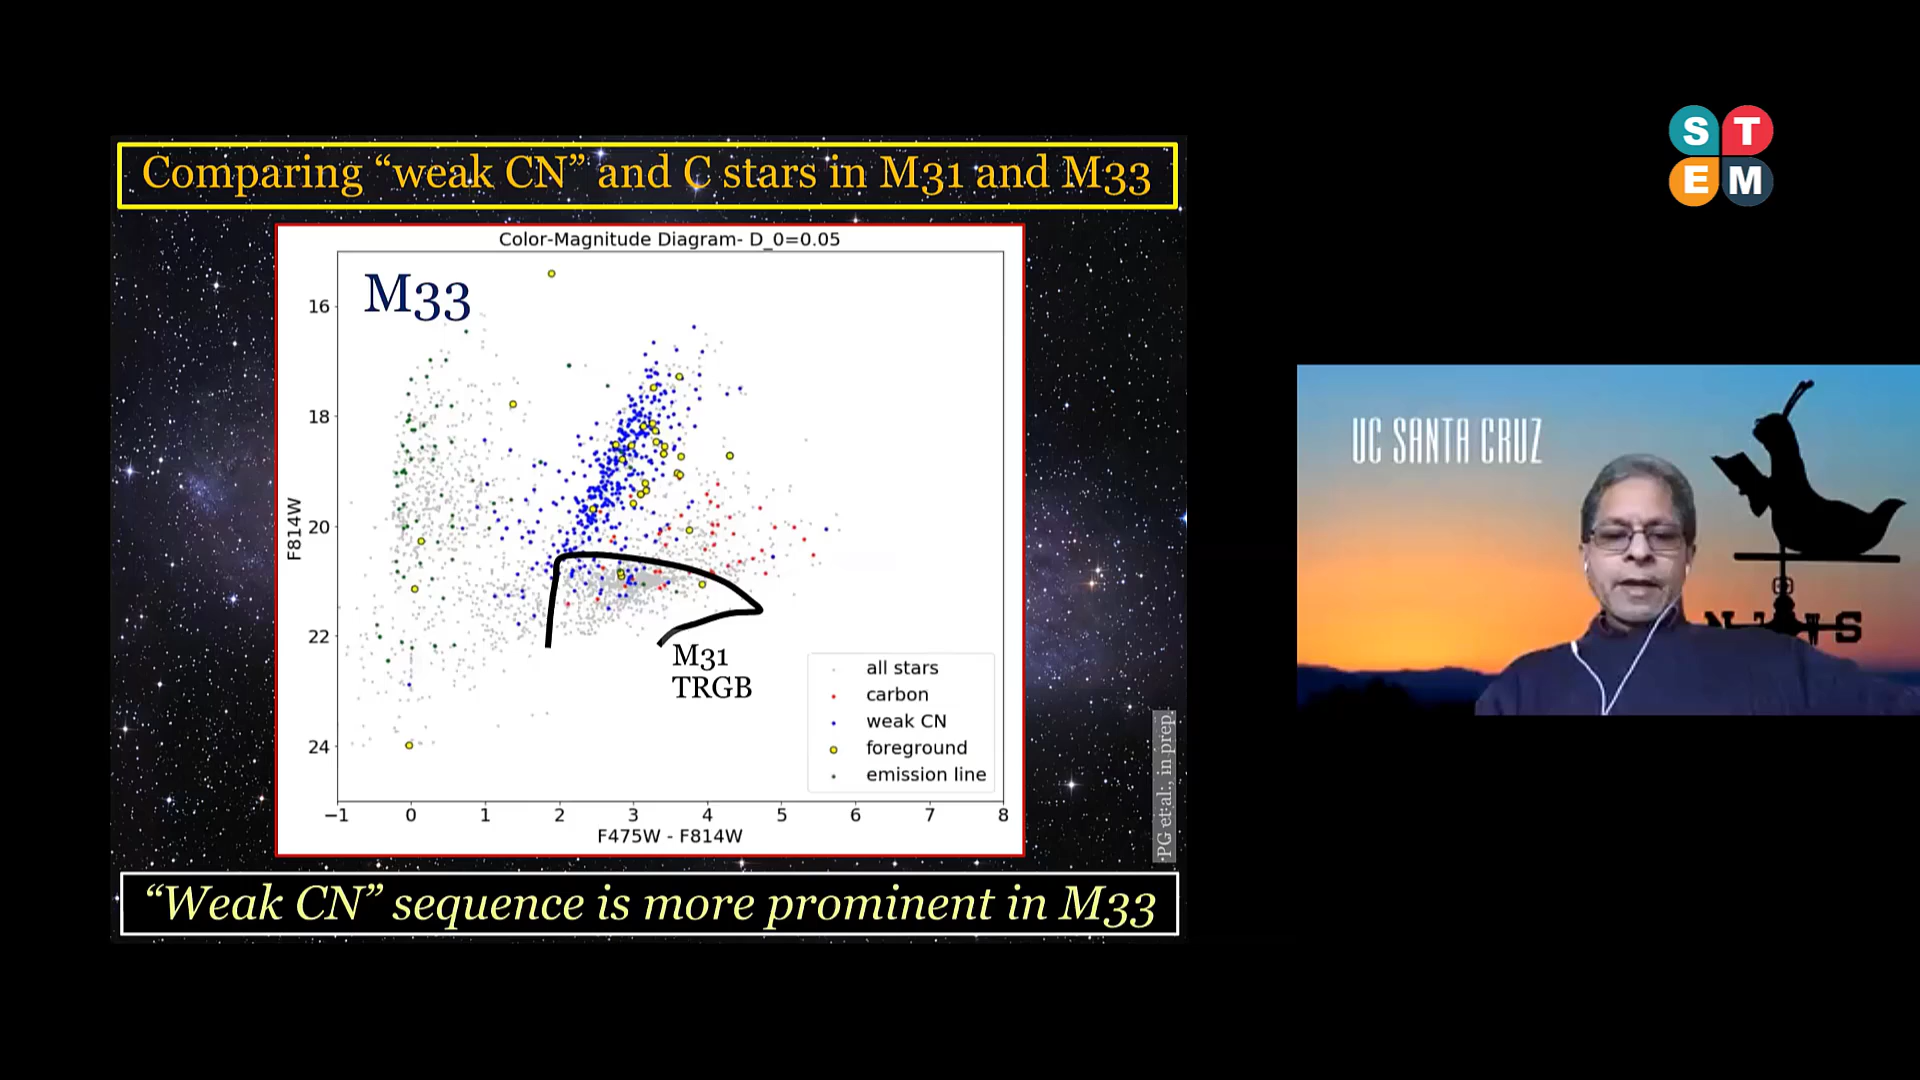 Comparing “weak CN” and C stars in M31 and M33
Color-Magnitude Diagram- D_0=0.05
M33
16
18
20
22
24
F814W
M31
TRGB
all stars
carbon
weak CN
foreground
emission line
−1 0 1 2 3 4 5 6 7 8
F475W - F814W
PG et al., in prep.
“Weak CN” sequence is more prominent in M33
S T
E M
UC SANTA CRUZ
N S